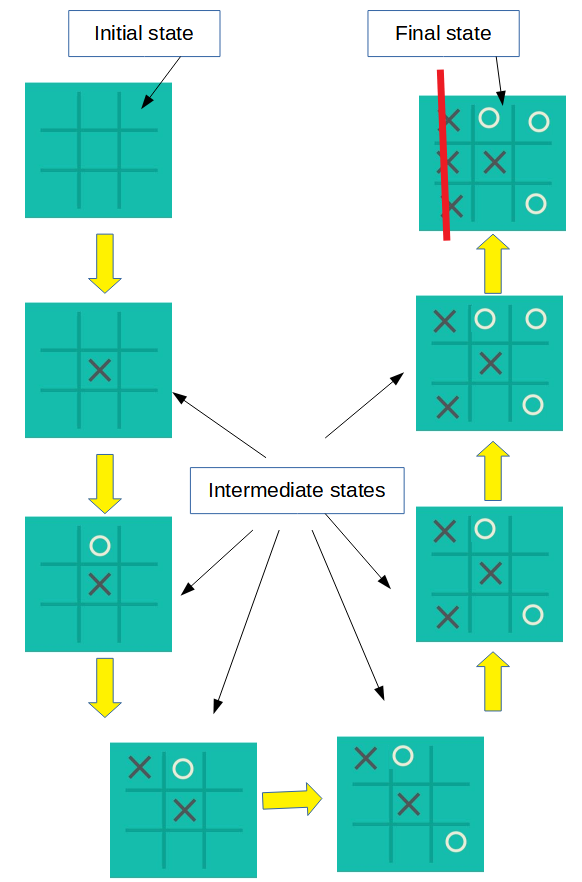 Initial state
Final state
Intermediate states